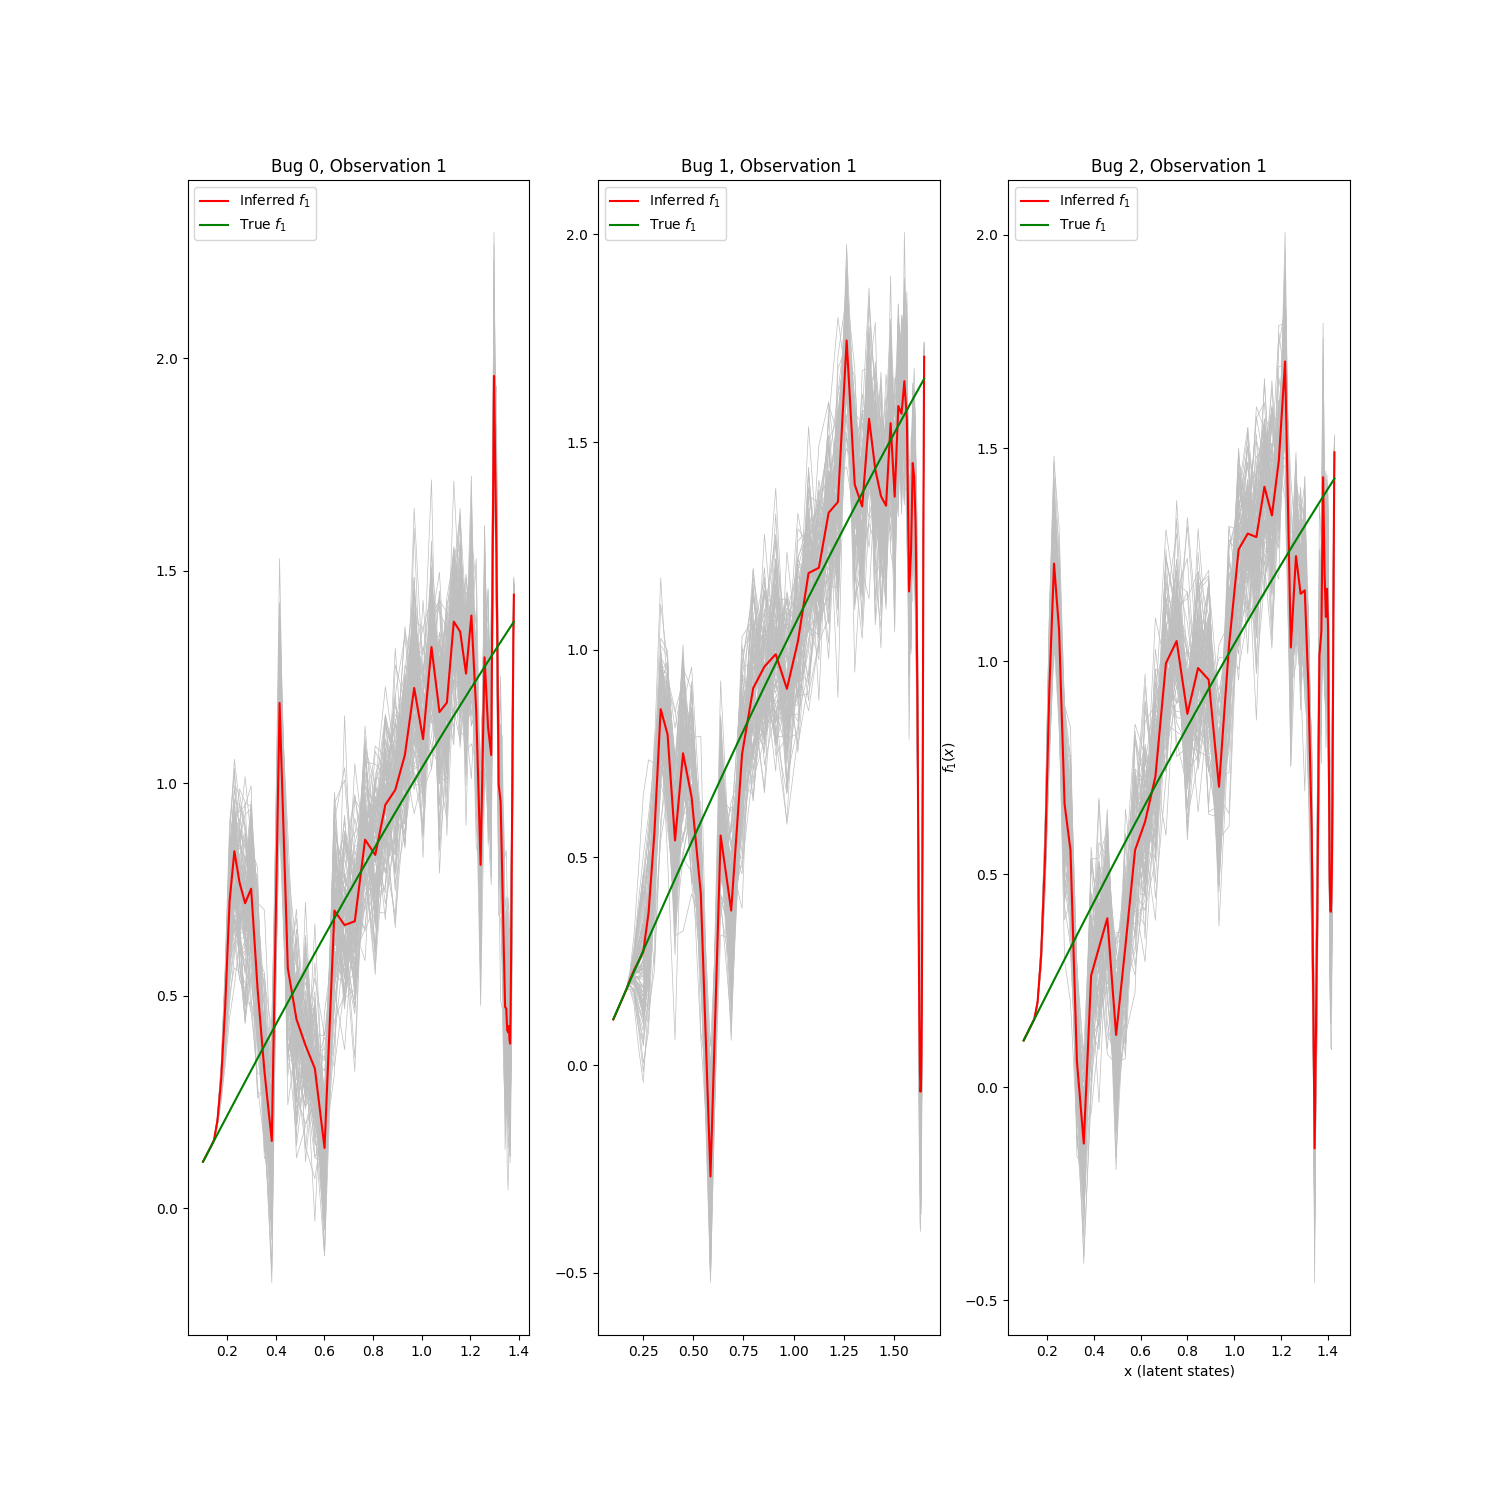 Bug 0, Observation 1
Inferred f₁
True f₁
2.0
1.5
1.0
0.5
0.0
0.2 0.4 0.6 0.8 1.0 1.2 1.4
Bug 1, Observation 1
Inferred f₁
True f₁
2.0
1.5
1.0
0.5
0.0
−0.5
0.25 0.50 0.75 1.00 1.25 1.50
Bug 2, Observation 1
Inferred f₁
True f₁
f₁(x)
2.0
1.5
1.0
0.5
0.0
−0.5
0.2 0.4 0.6 0.8 1.0 1.2 1.4
x (latent states)